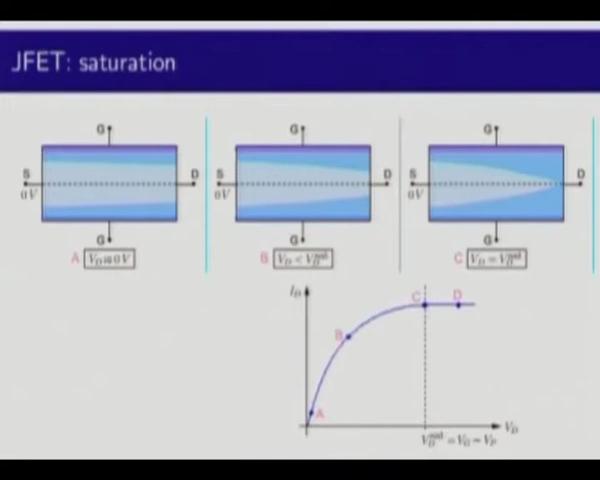 JFET: saturation
G G G
S D S D S D
0V 0V 0V
G G G
A V_D ≈ 0V B V_D < V_D^sat C V_D = V_D^sat
I_D C D
B
A
V_D
V_D^sat = V_G − V_P